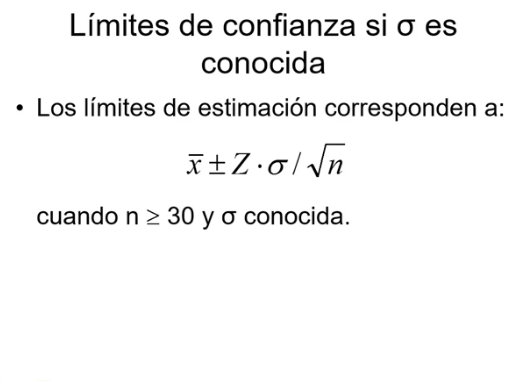 Límites de confianza si σ es
conocida
• Los límites de estimación corresponden a:
x̅ ± Z · σ / √n
cuando n ≥ 30 y σ conocida.